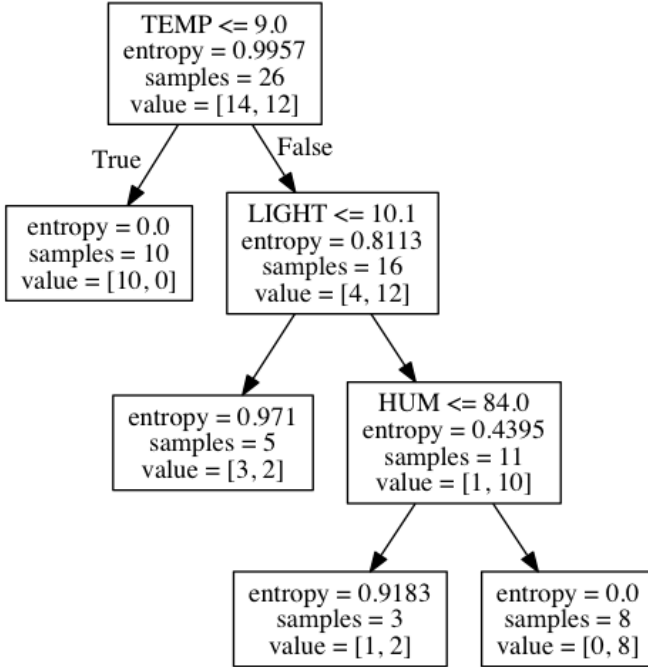 TEMP <= 9.0
entropy = 0.9957
samples = 26
value = [14, 12]
True
False
entropy = 0.0
samples = 10
value = [10, 0]
LIGHT <= 10.1
entropy = 0.8113
samples = 16
value = [4, 12]
entropy = 0.971
samples = 5
value = [3, 2]
HUM <= 84.0
entropy = 0.4395
samples = 11
value = [1, 10]
entropy = 0.9183
samples = 3
value = [1, 2]
entropy = 0.0
samples = 8
value = [0, 8]